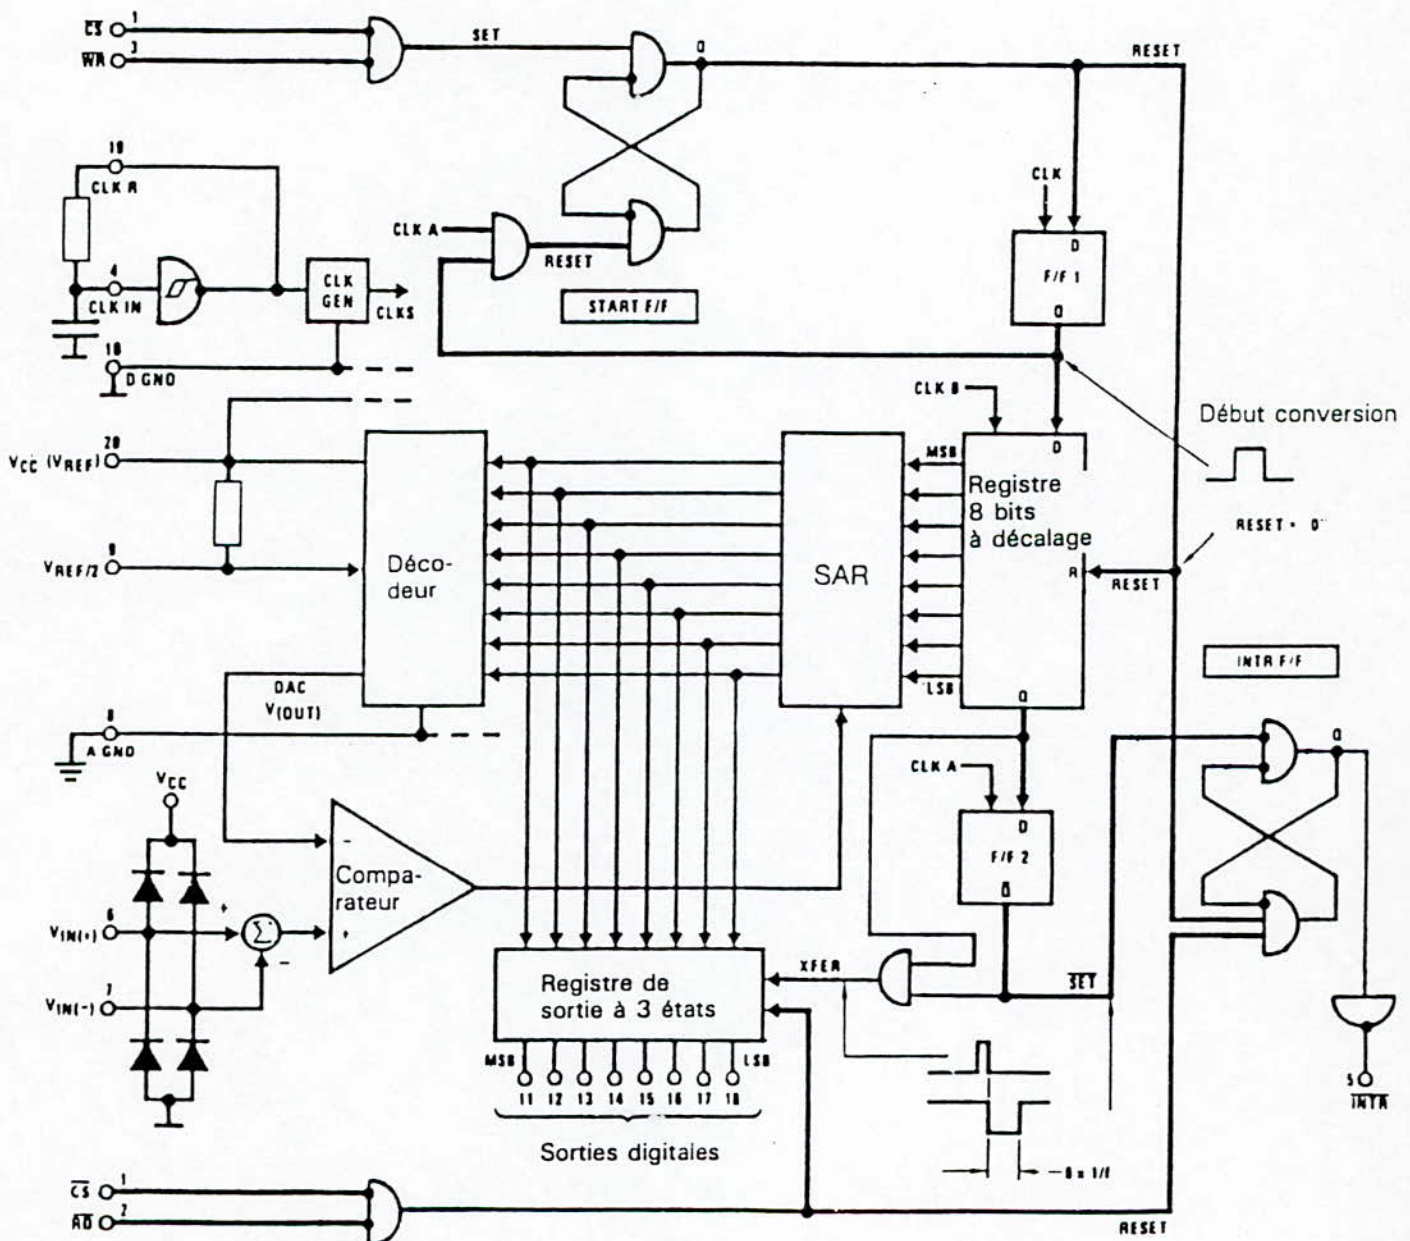 CS 1
WR 3
SET
Q
RESET
19
CLK R
4
CLK IN
CLK GEN
CLKS
10
D GND
CLK A
RESET
START F/F
CLK
D
F/F 1
Q
CLK B
Début conversion
RESET = "0"
20
VCC (VREF)
9
VREF/2
Déco-
deur
SAR
MSB
LSB
D
Registre
8 bits
à décalage
R
RESET
Q
INTR F/F
DAC
V(OUT)
8
A GND
VCC
CLK A
D
F/F 2
Q
Q
-
Compa-
rateur
+
6
VIN(+)
+
Σ
-
7
VIN(-)
XFER
SET
Registre de
sortie à 3 états
MSB
LSB
11 12 13 14 15 16 17 18
Sorties digitales
5
INTR
8 x 1/f
CS 1
RD 2
RESET